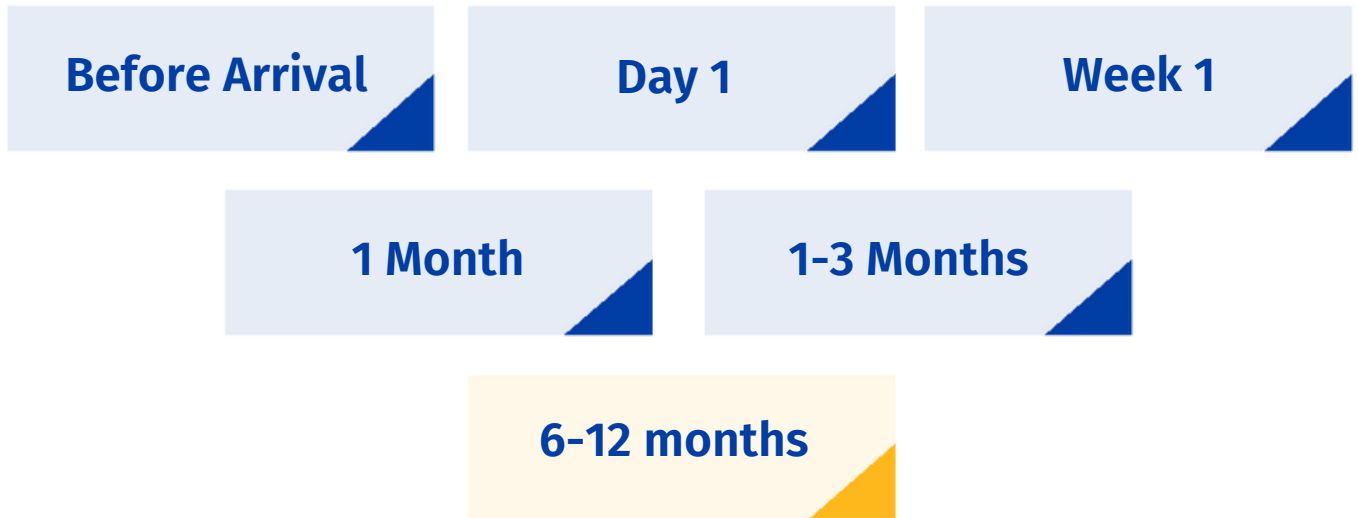 Before Arrival
Day 1
Week 1
1 Month
1-3 Months
6-12 months